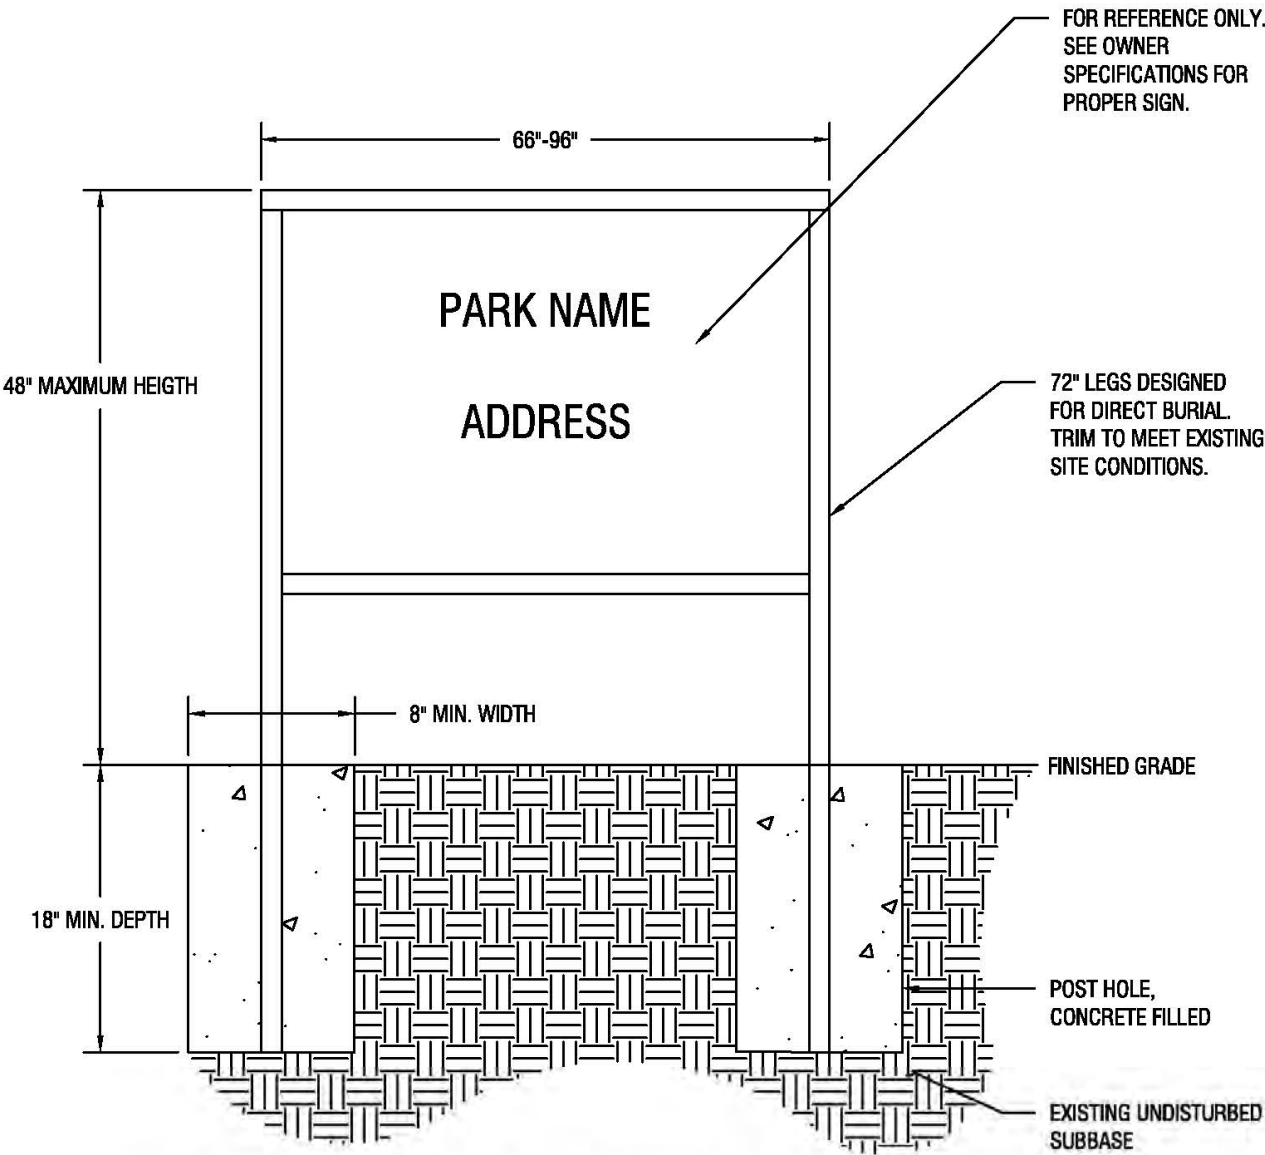 FOR REFERENCE ONLY.
SEE OWNER
SPECIFICATIONS FOR
PROPER SIGN.
66"-96"
PARK NAME
ADDRESS
48" MAXIMUM HEIGTH
72" LEGS DESIGNED
FOR DIRECT BURIAL.
TRIM TO MEET EXISTING
SITE CONDITIONS.
8" MIN. WIDTH
FINISHED GRADE
18" MIN. DEPTH
POST HOLE,
CONCRETE FILLED
EXISTING UNDISTURBED
SUBBASE